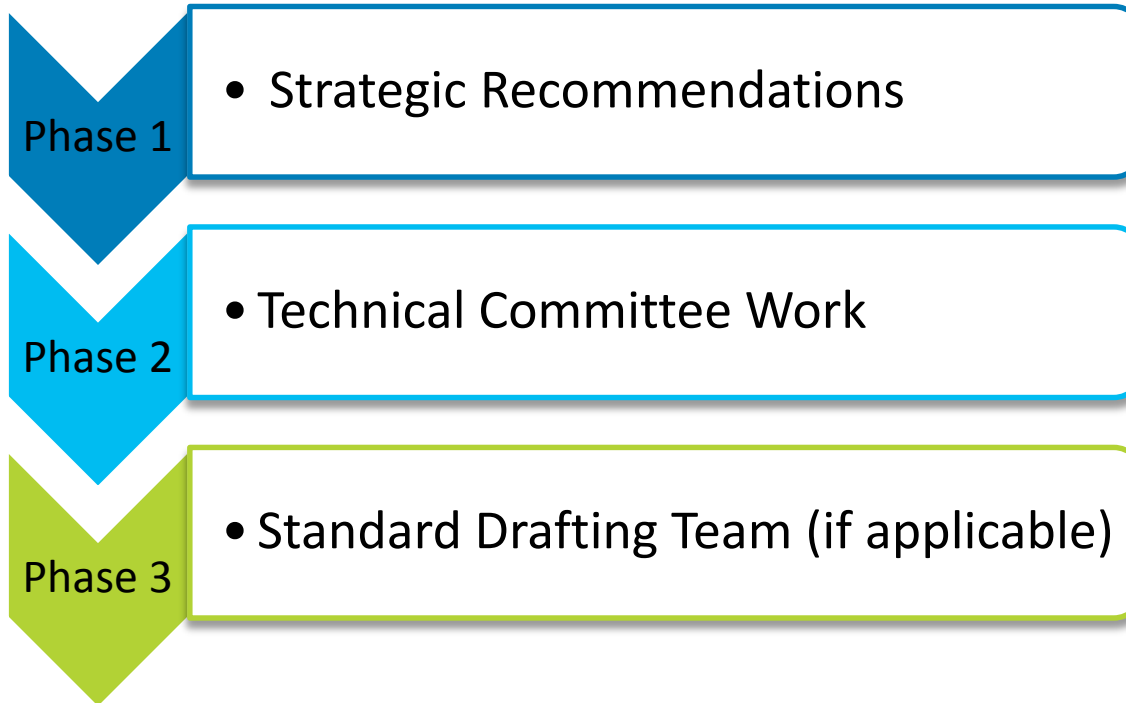 Phase 1
• Strategic Recommendations
Phase 2
• Technical Committee Work
Phase 3
• Standard Drafting Team (if applicable)